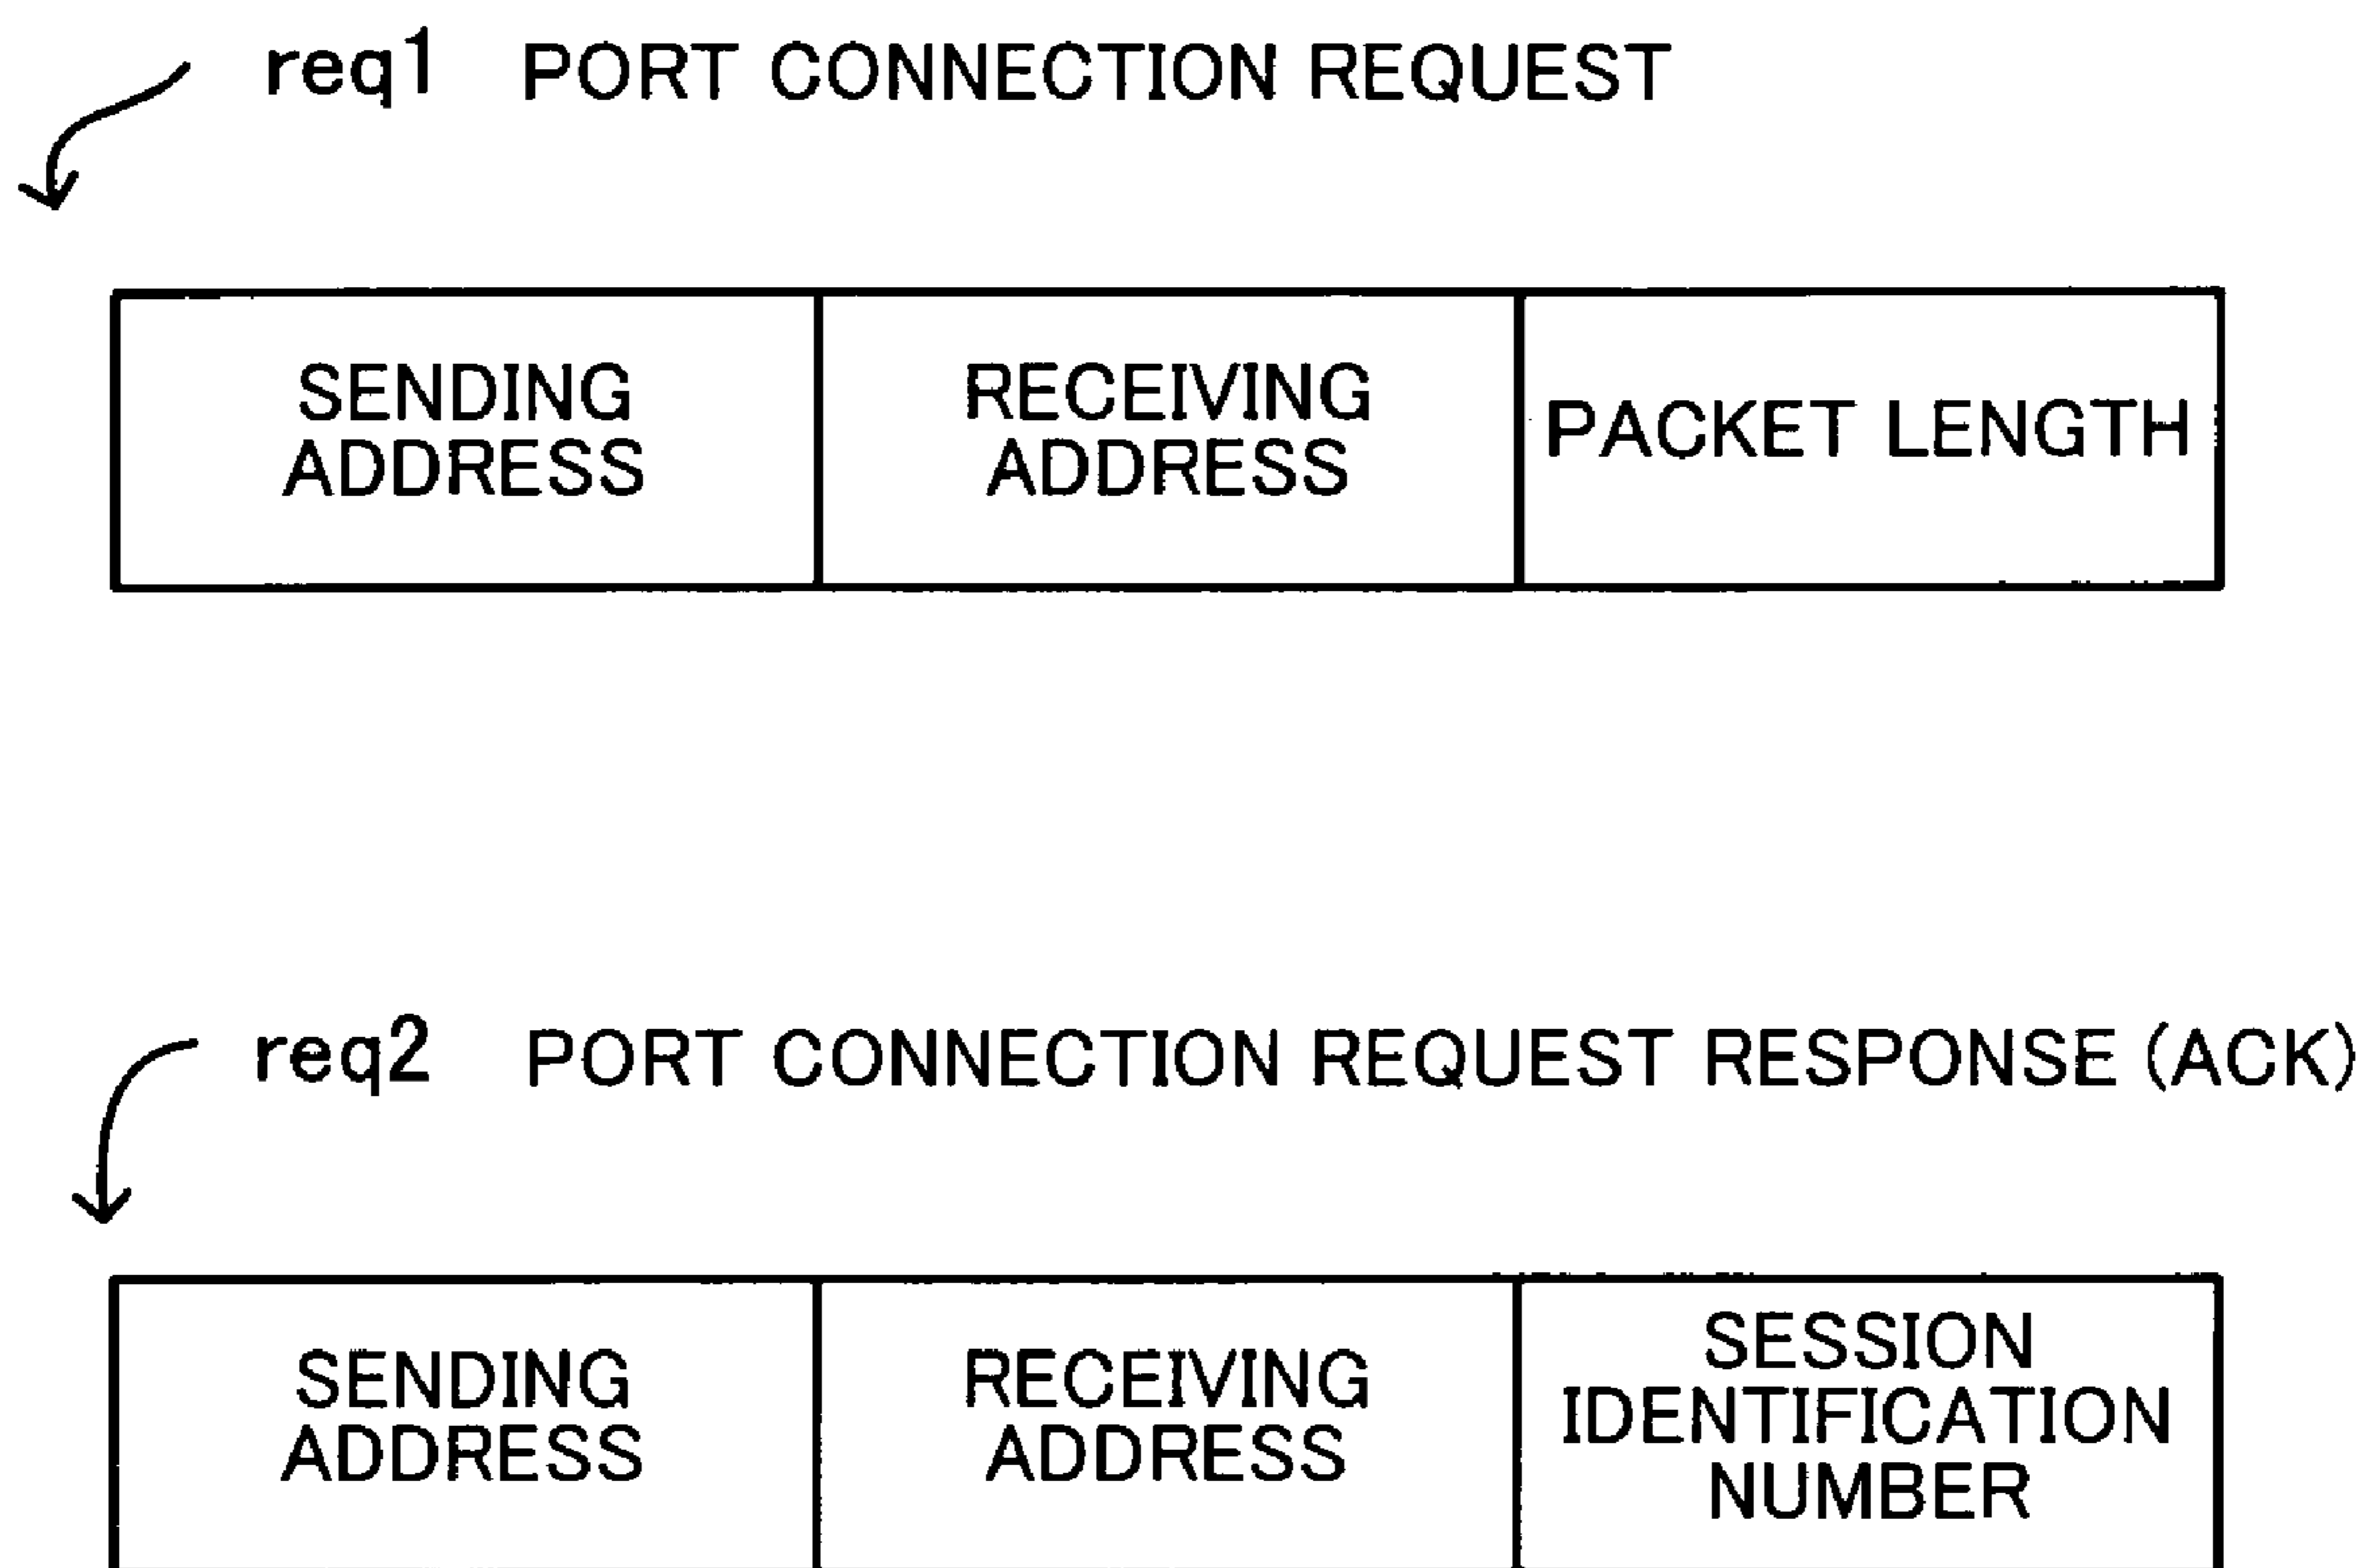 req1 PORT CONNECTION REQUEST
SENDING
ADDRESS
RECEIVING
ADDRESS
PACKET LENGTH
req2 PORT CONNECTION REQUEST RESPONSE (ACK)
SENDING
ADDRESS
RECEIVING
ADDRESS
SESSION
IDENTIFICATION
NUMBER